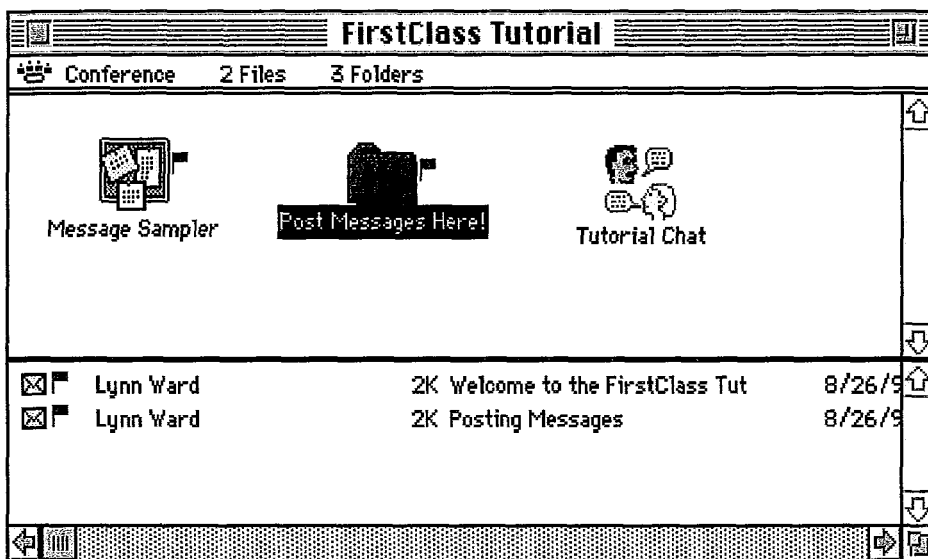 FirstClass Tutorial
Conference 2 Files 3 Folders
Message Sampler
Post Messages Here!
Tutorial Chat
Lynn Ward 2K Welcome to the FirstClass Tut 8/26/9
Lynn Ward 2K Posting Messages 8/26/9